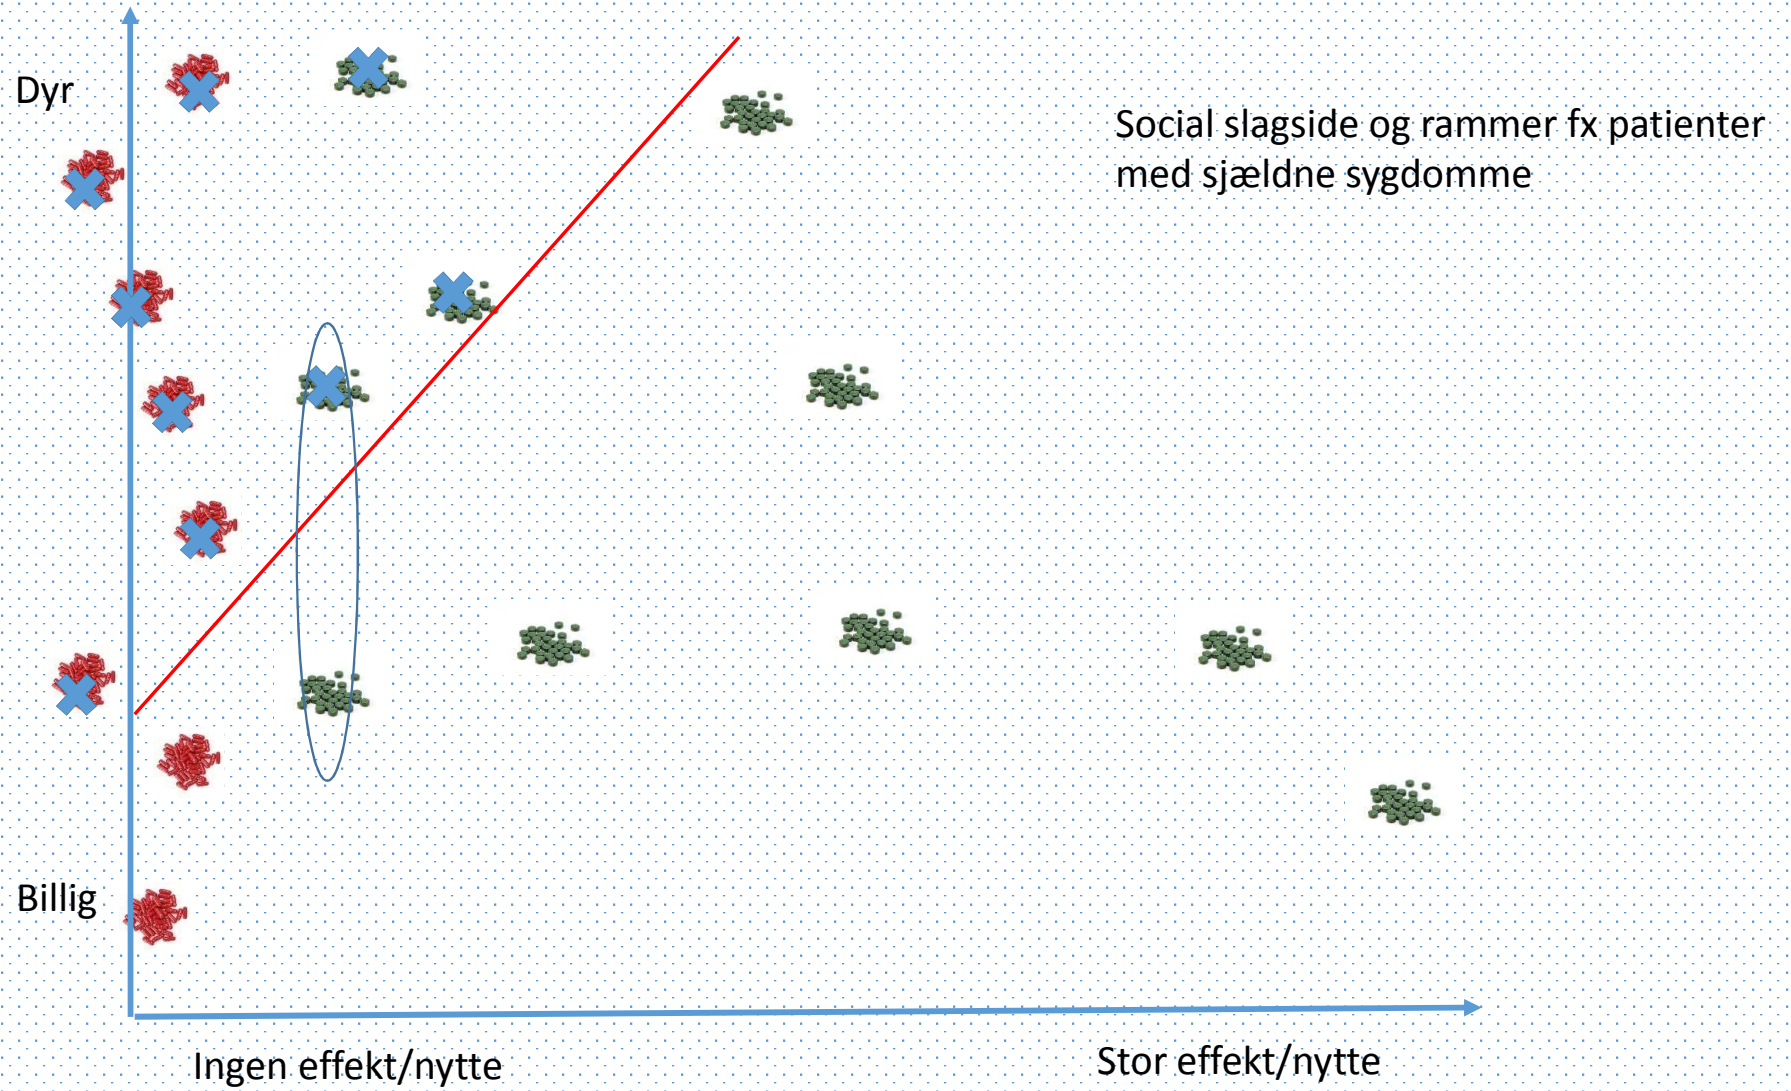 Dyr
Social slagside og rammer fx patienter
med sjældne sygdomme
Billig
Ingen effekt/nytte
Stor effekt/nytte